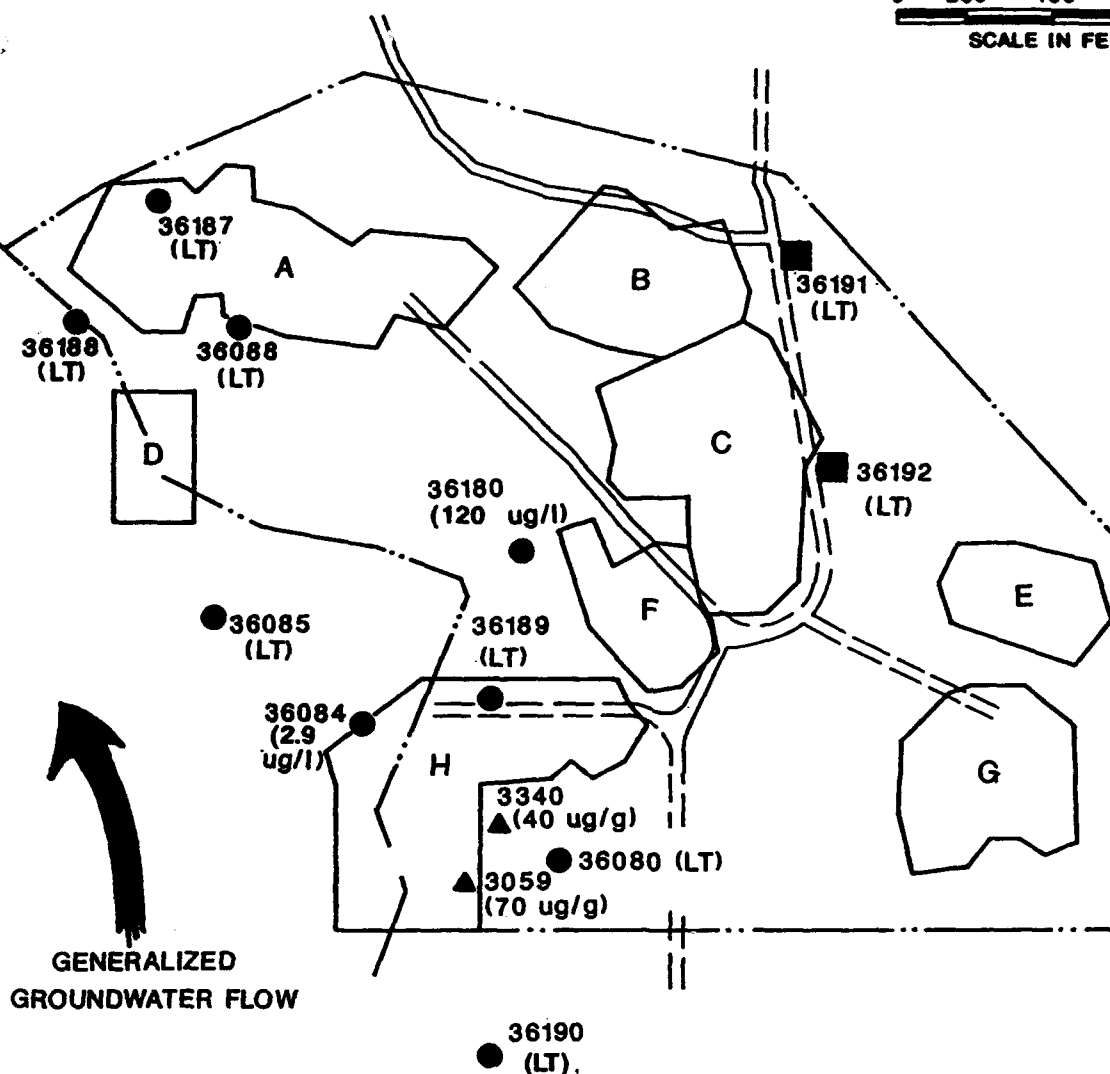 SCALE IN FE
36187
(LT)
A
B
36191
(LT)
36188
(LT)
36088
(LT)
D
C
36180
(120 ug/l)
36192
(LT)
36085
(LT)
36189
(LT)
F
E
36084
(2.9
ug/l)
H
G
3340
(40 ug/g)
36080 (LT)
3059
(70 ug/g)
GENERALIZED
GROUNDWATER FLOW
36190
(LT)